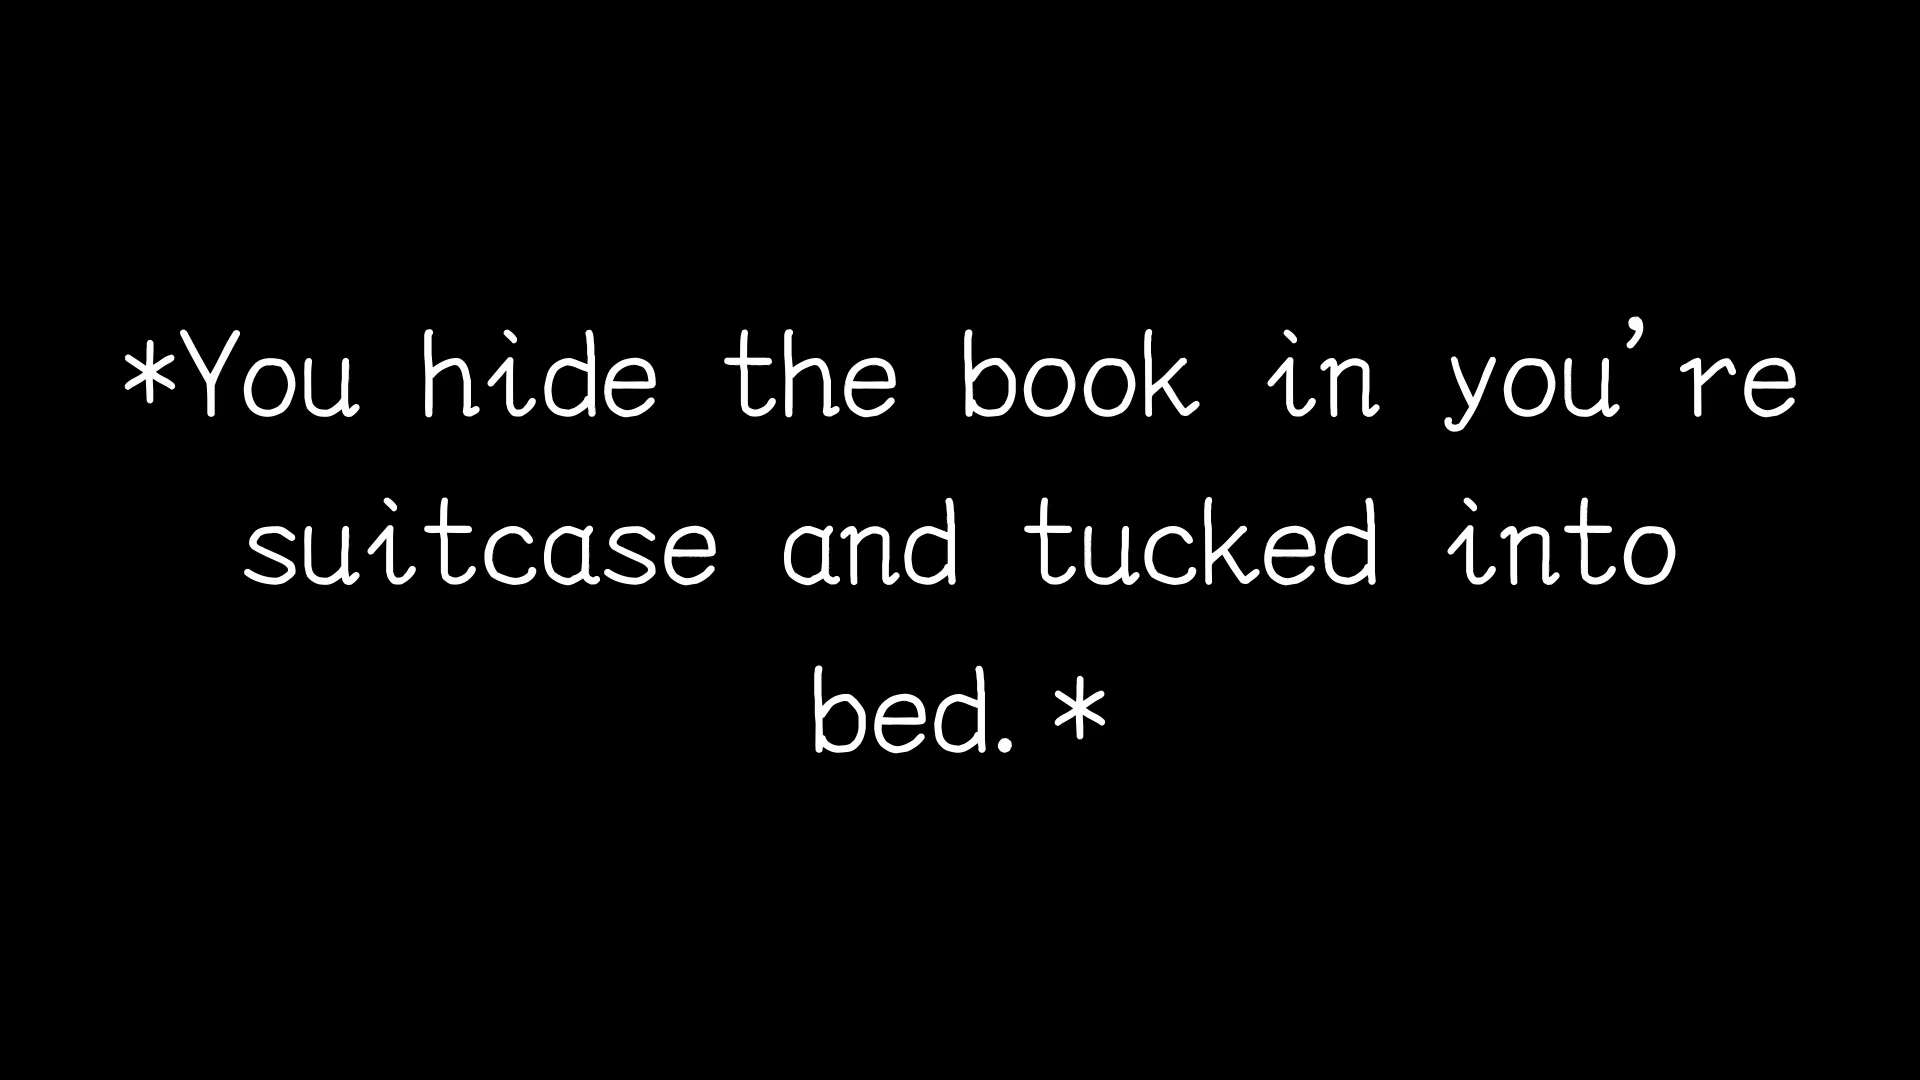 *You hide the book in you’re
suitcase and tucked into
bed.*